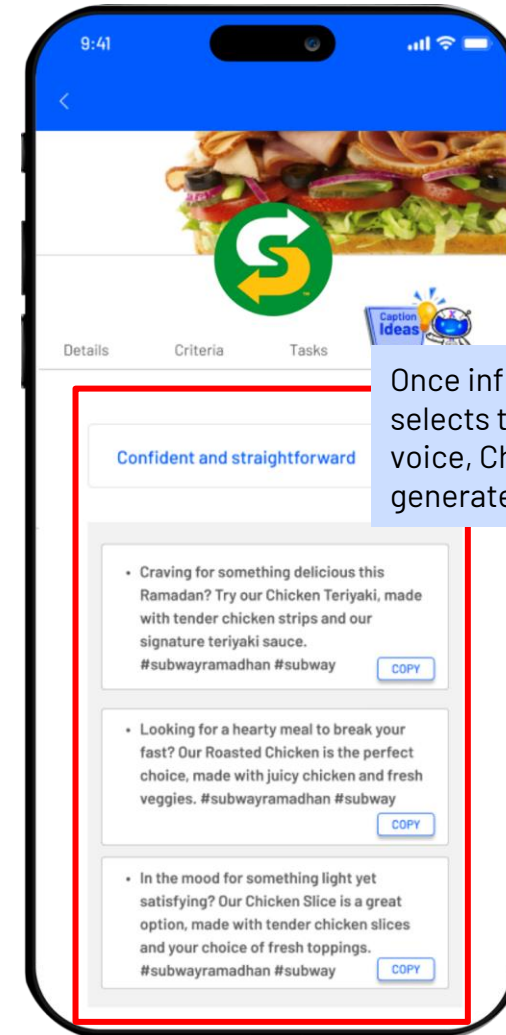 9:41
Caption
Ideas
Details
Criteria
Tasks
Once inf
selects t
voice, Ch
generate
Confident and straightforward
• Craving for something delicious this
Ramadan? Try our Chicken Teriyaki, made
with tender chicken strips and our
signature teriyaki sauce.
#subwayramadhan #subway
COPY
• Looking for a hearty meal to break your
fast? Our Roasted Chicken is the perfect
choice, made with juicy chicken and fresh
veggies. #subwayramadhan #subway
COPY
• In the mood for something light yet
satisfying? Our Chicken Slice is a great
option, made with tender chicken slices
and your choice of fresh toppings.
#subwayramadhan #subway
COPY